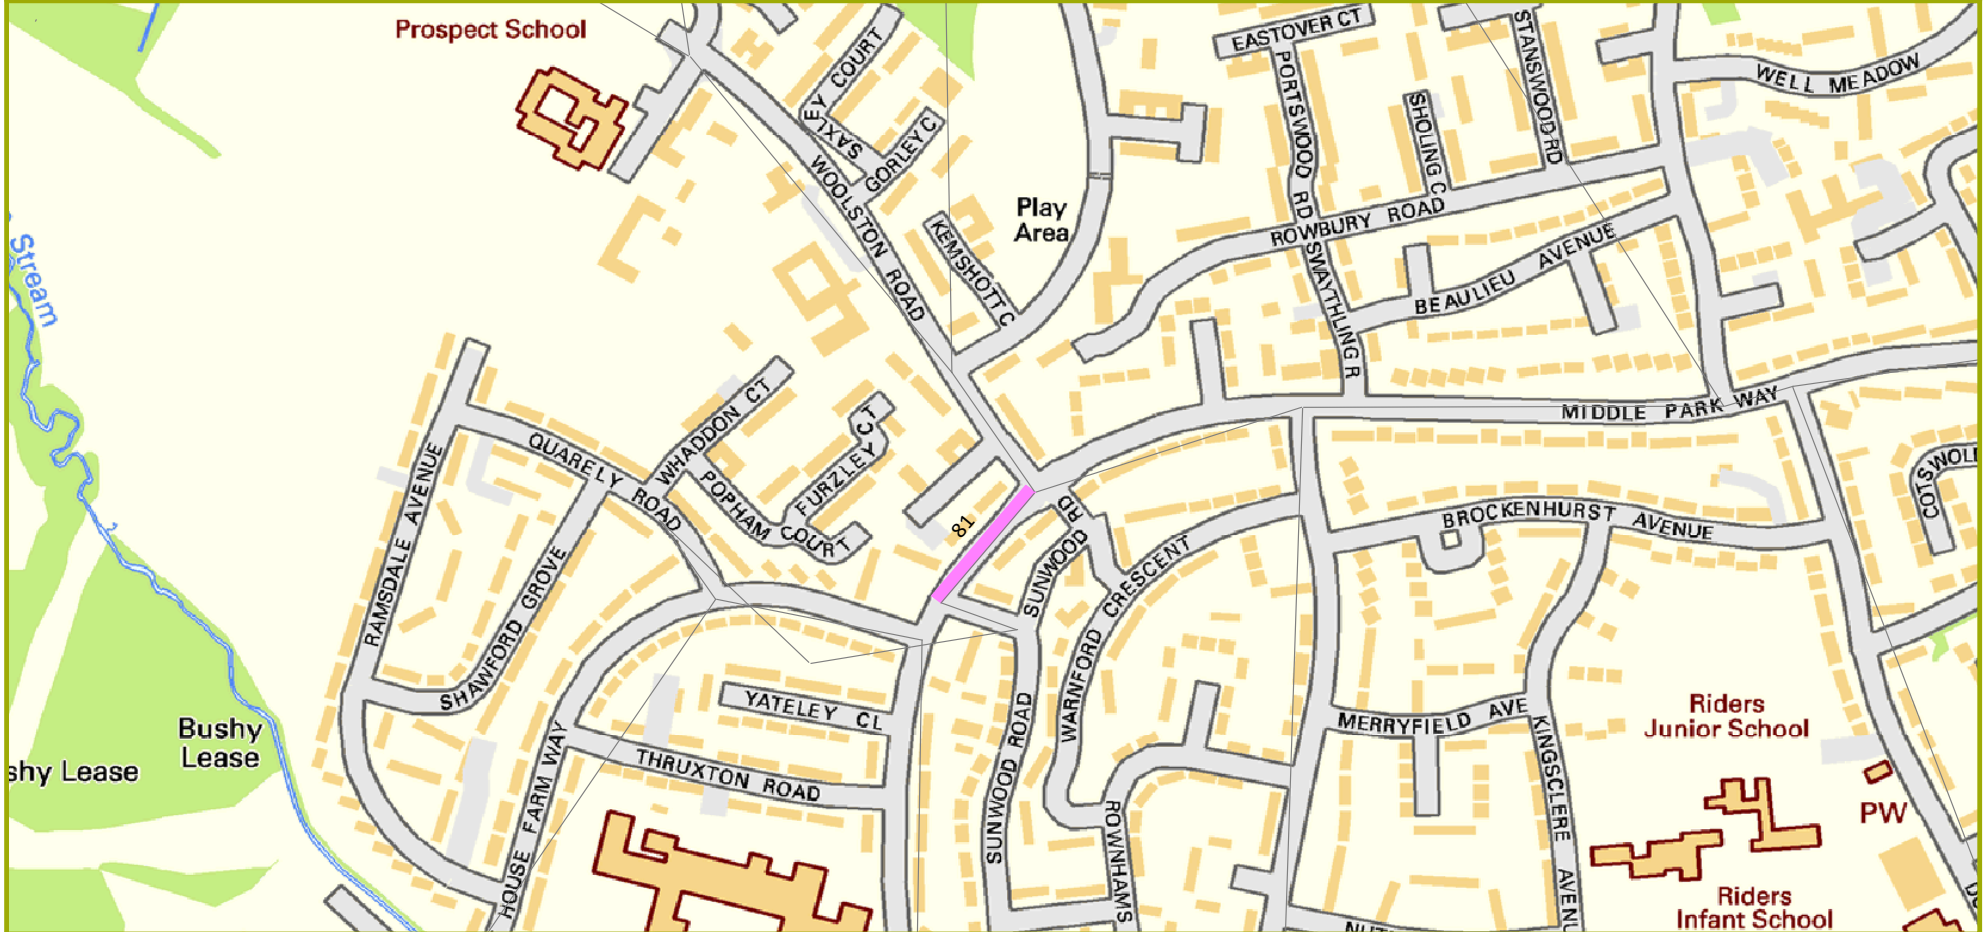 Prospect School
EASTOVER CT
STANSWOOD RD
WELL MEADOW
SAXLEY COURT
GORLEY C
PORTSWOOD RD
SHOLING C
WOOLSTON ROAD
KEMSHOTT C
Play
Area
ROWBURY ROAD
SWAYTHLING R
BEAULIEU AVENUE
Stream
MIDDLE PARK WAY
QUARELY ROAD
WHADDON CT
POPHAM COURT
FURZLEY CT
RAMSDALE AVENUE
SHAWFORD GROVE
81
SUNWOOD RD
WARNFORD CRESCENT
BROCKENHURST AVENUE
COTSWOL
Bushy
Lease
shy Lease
YATELEY CL
THRUXTON ROAD
HOUSE FARM WAY
SUNWOOD ROAD
ROWNHAMS
MERRYFIELD AVE
KINGSCLERE AVENU
Riders
Junior School
PW
Riders
Infant School